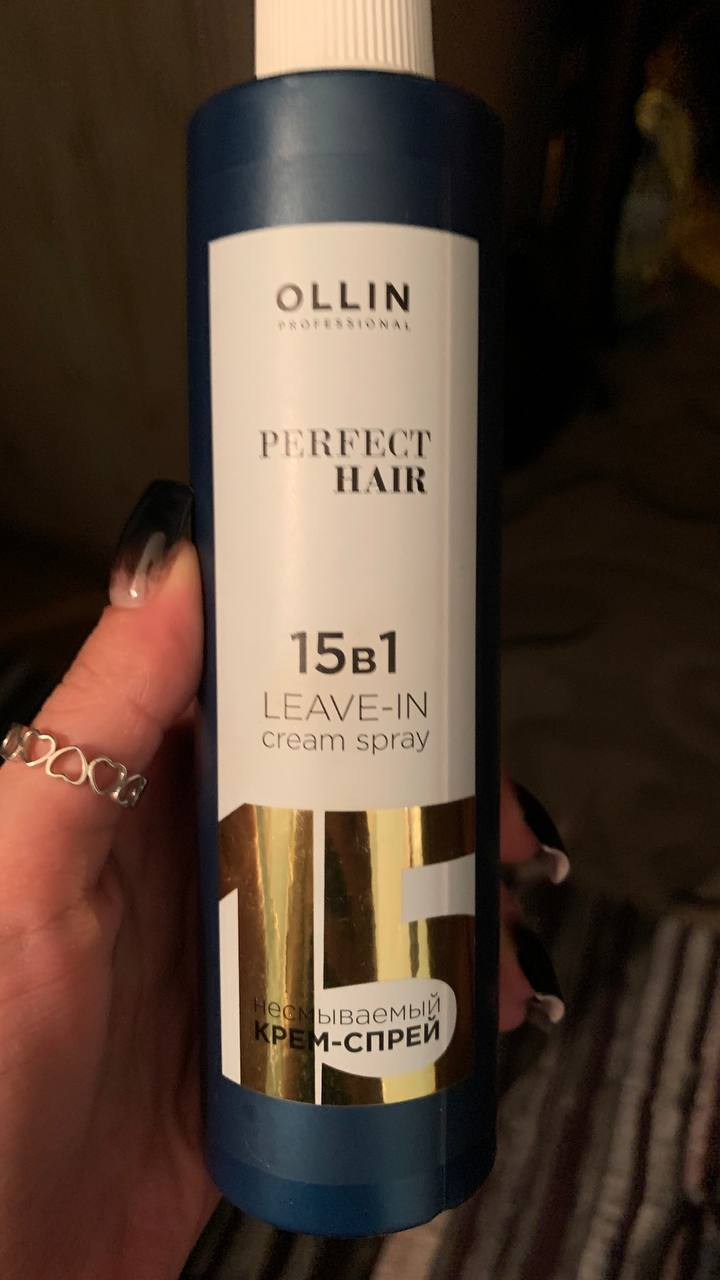 OLLIN
PROFESSIONAL
PERFECT
HAIR
15в1
LEAVE-IN
cream spray
15
несмываемый
КРЕМ-СПРЕЙ